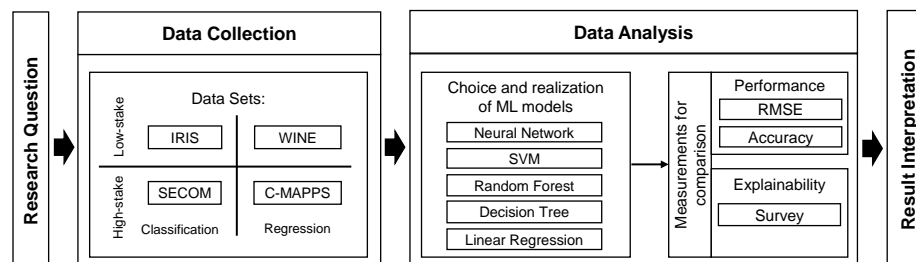 Research Question
Data Collection
Data Sets:
Low-stake
IRIS
WINE
High-stake
SECOM
C-MAPPS
Classification
Regression
Data Analysis
Choice and realization
of ML models
Neural Network
SVM
Random Forest
Decision Tree
Linear Regression
Measurements for
comparison
Performance
RMSE
Accuracy
Explainability
Survey
Result Interpretation